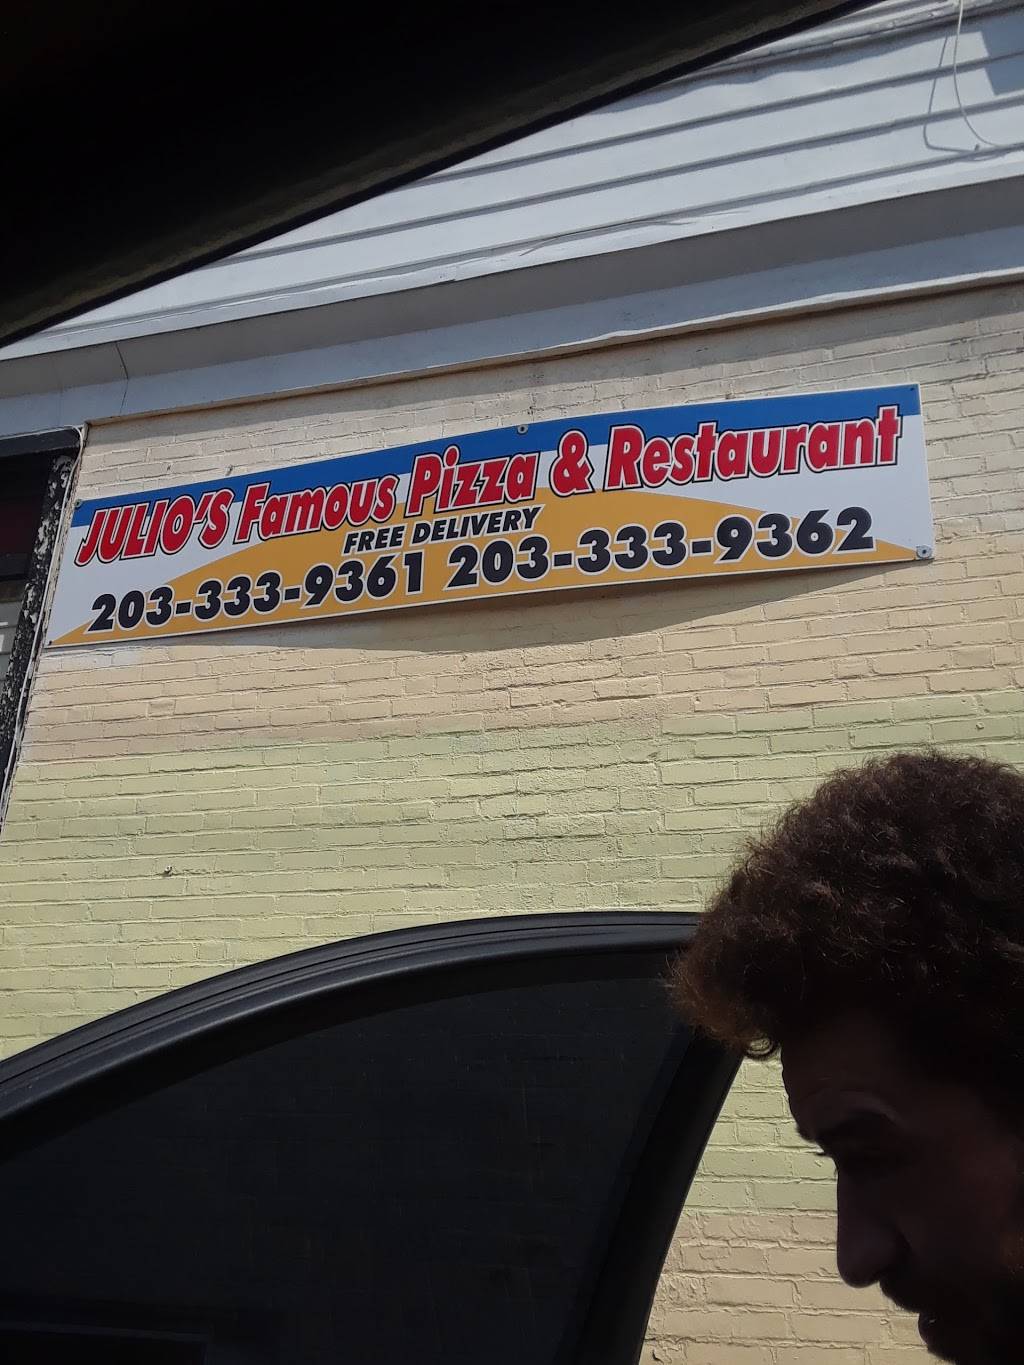 JULIO'S Famous Pizza & Restaurant
FREE DELIVERY
203-333-9361 203-333-9362